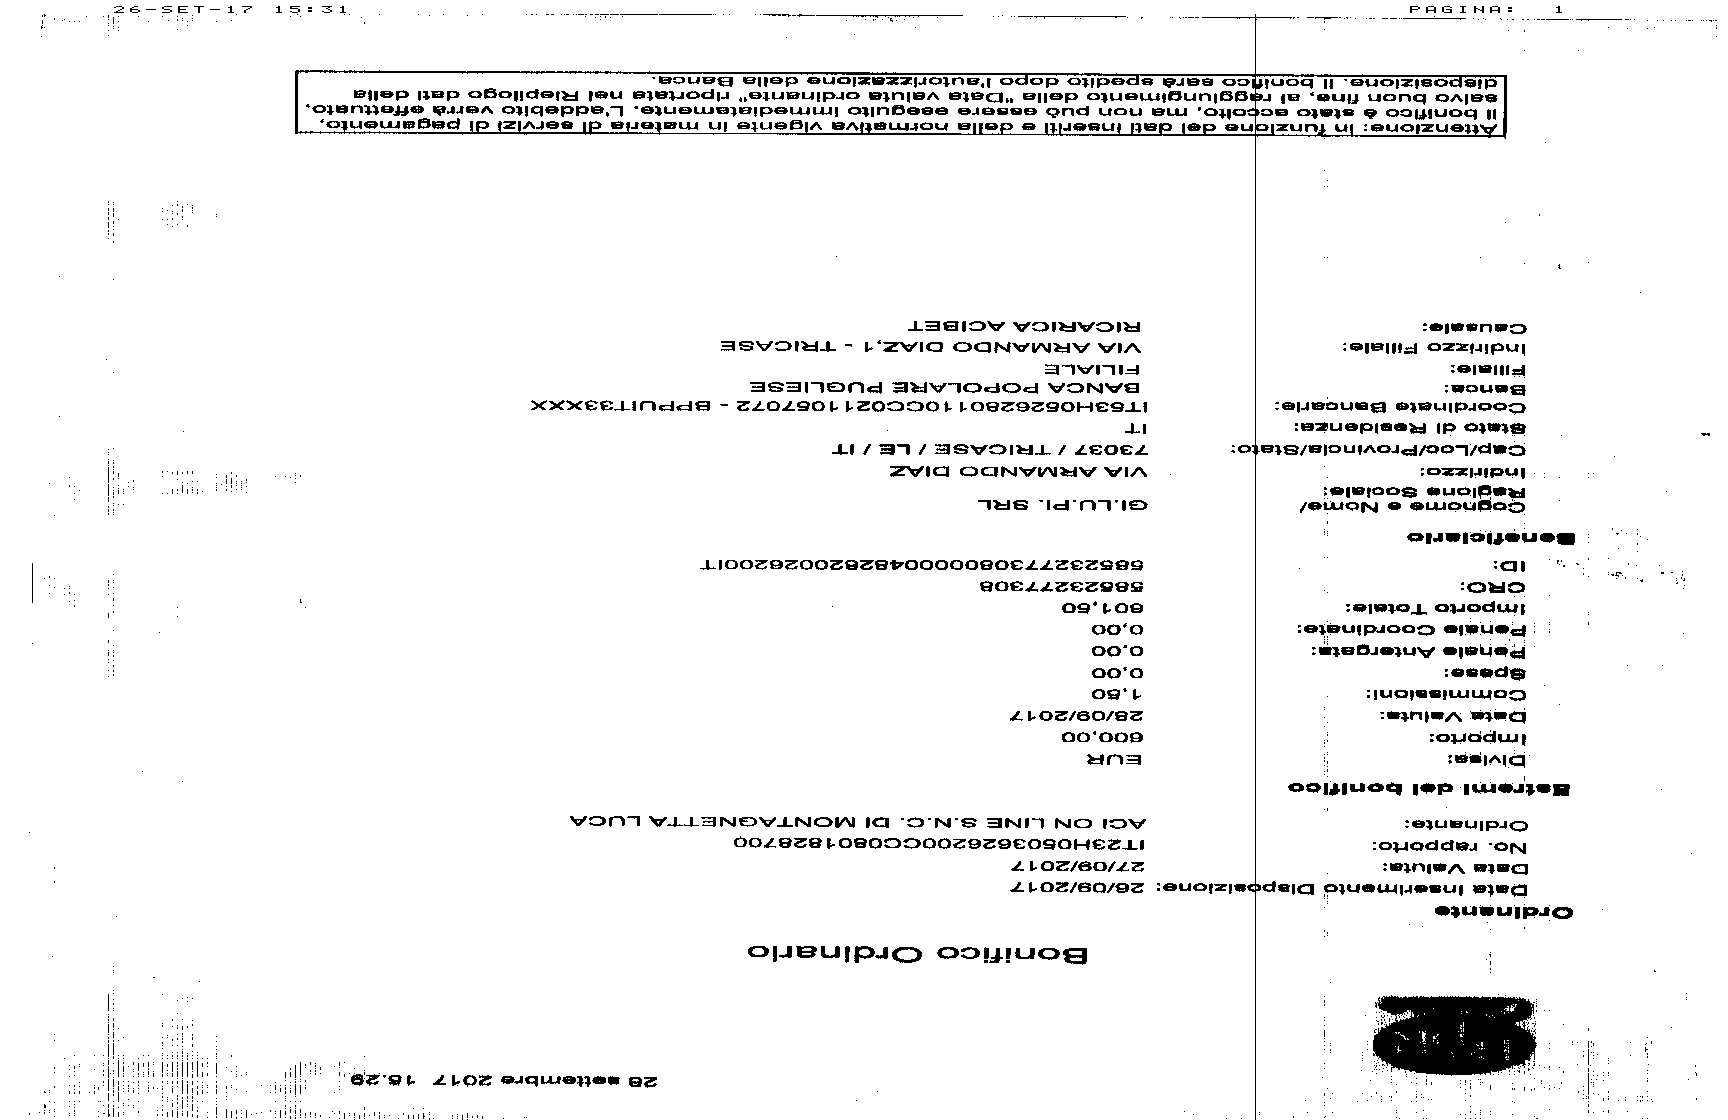 26-SET-17 15:31 PAGINA: 1
26 settembre 2017 15.29
Bonifico Ordinario
Ordinante
Data Inserimento Disposizione: 26/09/2017
Data Valuta: 27/09/2017
No. rapporto: IT23H0503626200CC0801828700
Ordinante: ACI ON LINE S.N.C. DI MONTAGNETTA LUCA
Estremi del bonifico
Divisa: EUR
Importo: 600,00
Data Valuta: 28/09/2017
Commissioni: 1,50
Spese: 0,00
Penale Antergate: 0,00
Penale Coordinate: 0,00
Importo Totale: 601,50
CRO: 58523277308
ID: 5852327730800000482620026200IT
Beneficiario
Cognome e Nome/
Ragione Sociale: GI.LU.PI. SRL
Indirizzo: VIA ARMANDO DIAZ
Cap/Loc/Provincia/Stato: 73037 / TRICASE / LE / IT
Stato di Residenza: IT
Coordinate Bancarie: IT53H0526280110CC0211057072 - BPPUIT33XXX
Banca: BANCA POPOLARE PUGLIESE
Filiale: FILIALE
Indirizzo Filiale: VIA ARMANDO DIAZ,1 - TRICASE
Causale: RICARICA ACIBET
Attenzione: In funzione dei dati inseriti e della normativa vigente in materia di servizi di pagamento,
il bonifico è stato accolto, ma non può essere eseguito immediatamente. L'addebito verrà effettuato,
salvo buon fine, al raggiungimento della "Data valuta ordinante" riportata nel Riepilogo dati della
disposizione. Il bonifico sarà spedito dopo l'autorizzazione della Banca.